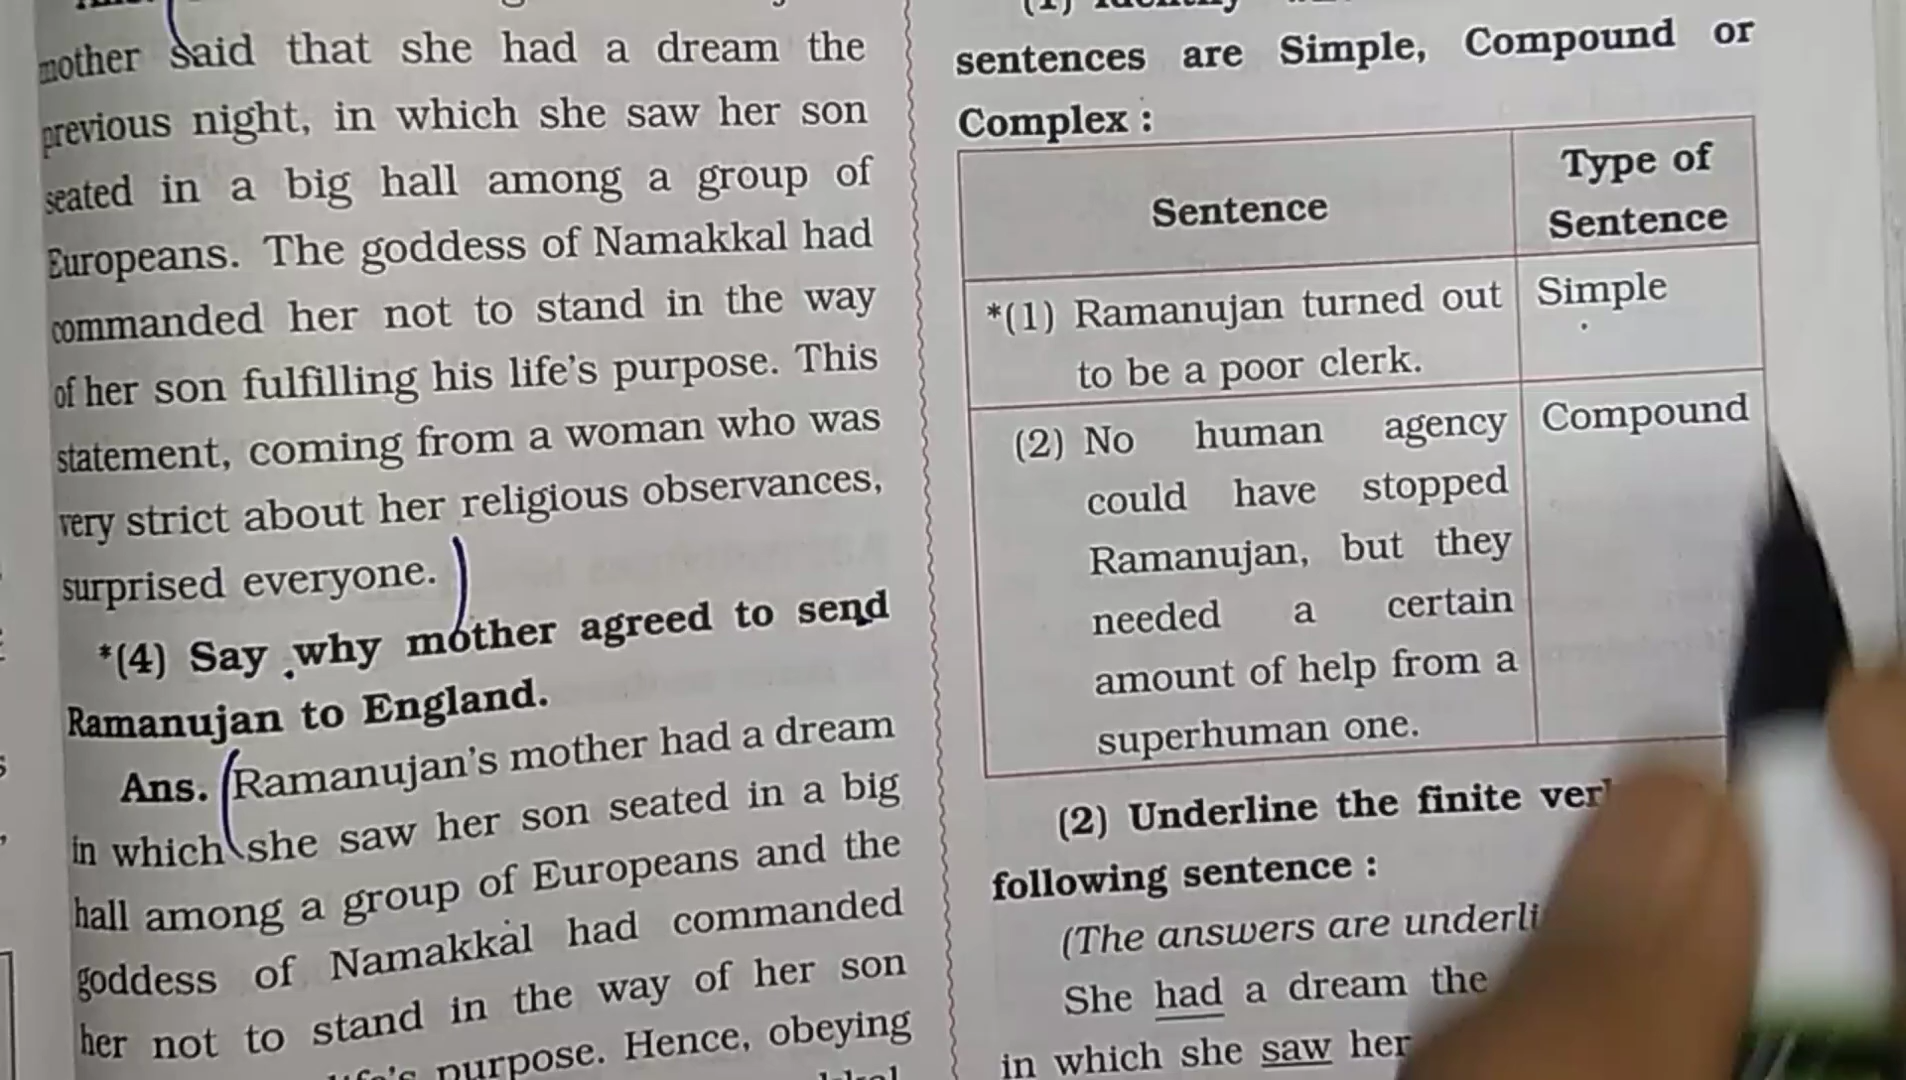 mother said that she had a dream the
previous night, in which she saw her son
seated in a big hall among a group of
Europeans. The goddess of Namakkal had
commanded her not to stand in the way
of her son fulfilling his life's purpose. This
statement, coming from a woman who was
very strict about her religious observances,
surprised everyone.
*(4) Say why mother agreed to send
Ramanujan to England.
Ans. Ramanujan's mother had a dream
in which she saw her son seated in a big
hall among a group of Europeans and the
goddess of Namakkal had commanded
her not to stand in the way of her son
purpose. Hence, obeying
sentences are Simple, Compound or
Complex :
Sentence
Type of
Sentence
*(1) Ramanujan turned out
to be a poor clerk.
Simple
(2) No human agency
could have stopped
Ramanujan, but they
needed a certain
amount of help from a
superhuman one.
Compound
(2) Underline the finite
following sentence :
(The answers are
She had a dream the
in which she saw her